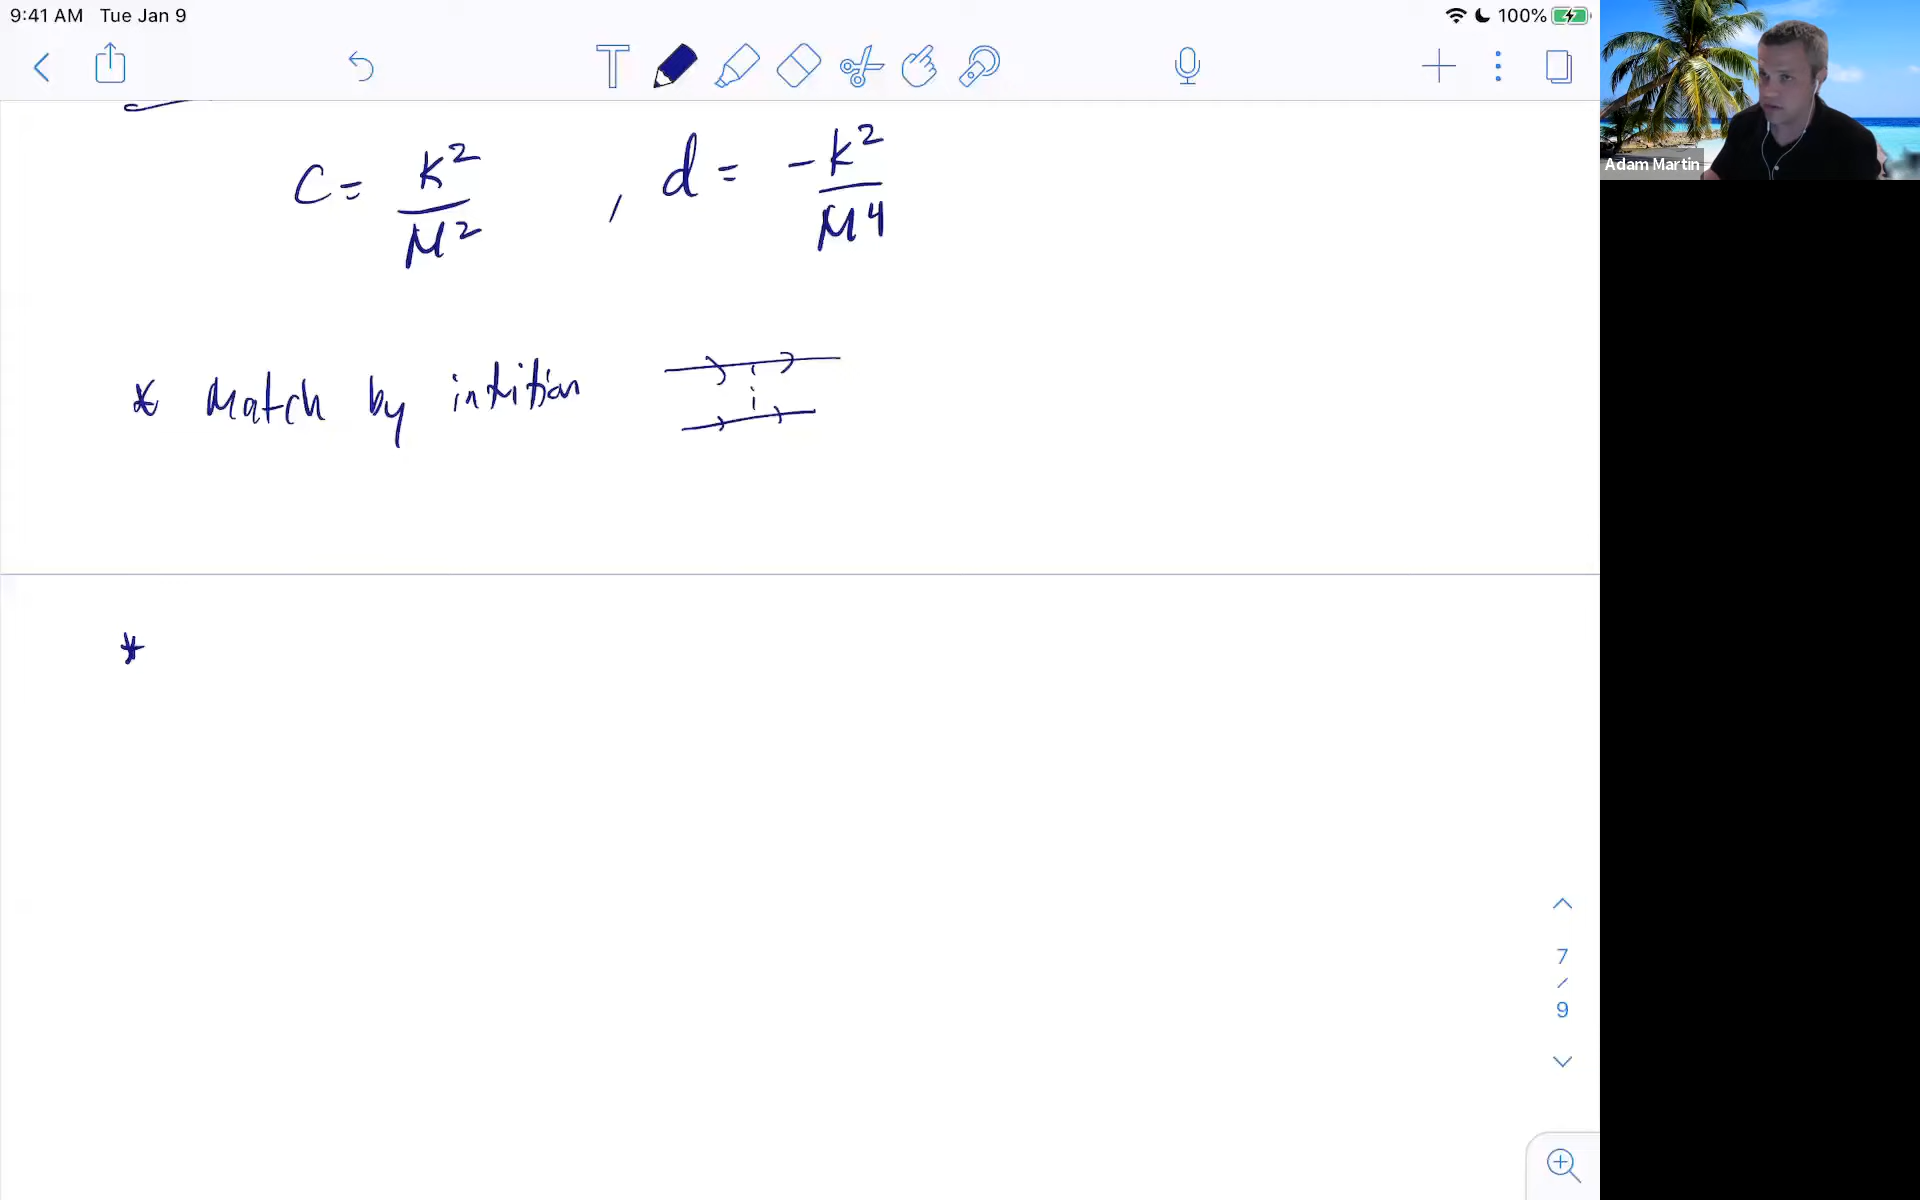 9:41 AM Tue Jan 9
100%
T
Adam Martin
C = K²/M² , d = -K²/M⁴
* Match by intuition
*
7
/
9